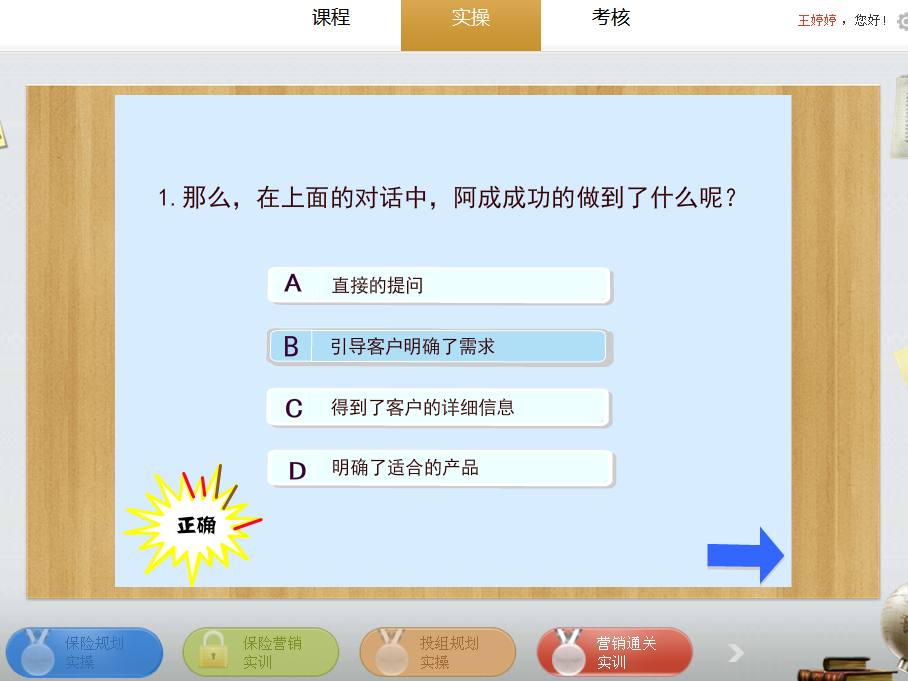 课程 实操 考核 王婷婷 ，您好!
1.那么，在上面的对话中，阿成成功的做到了什么呢？
A 直接的提问
B 引导客户明确了需求
C 得到了客户的详细信息
D 明确了适合的产品
正确
保险规划 保险营销 投组规划 营销通关
实操 实训 实操 实训